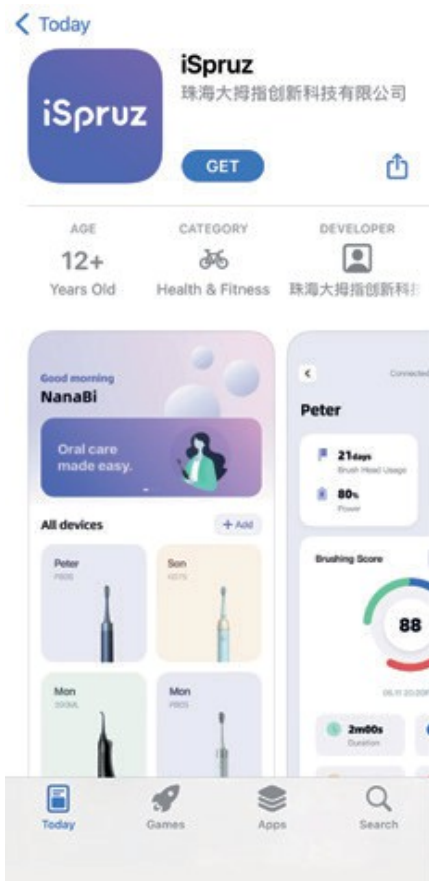 Today
iSpruz
iSpruz
珠海大拇指创新科技有限公司
GET
AGE
CATEGORY
DEVELOPER
12+
Years Old
Health & Fitness
珠海大拇指创新科
Good morning
NanaBi
Oral care
made easy.
All devices
+ Add
Peter
Son
Mon
Mon
Connected
Peter
21days
Brush Head Usage
80%
Power
Brushing Score
88
2m00s
Duration
Today
Games
Apps
Search